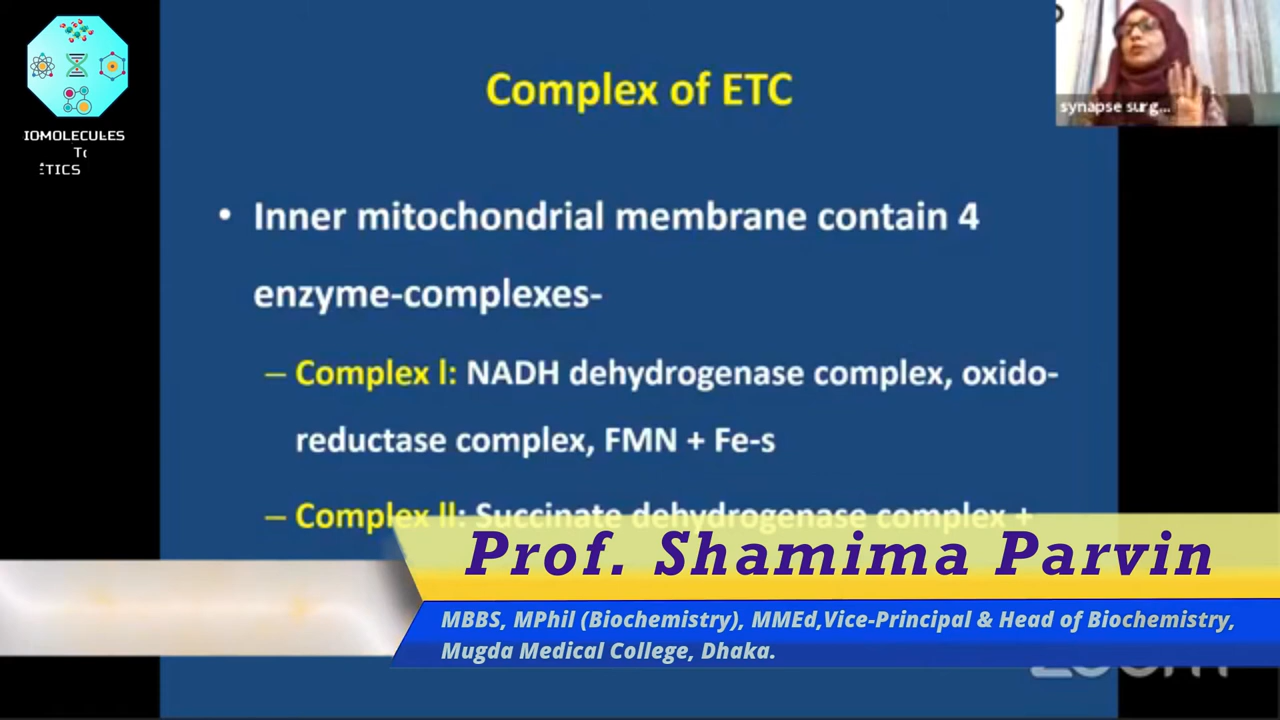 Complex of ETC
synapse surg...
IOMOLECULES
ETICS
• Inner mitochondrial membrane contain 4
enzyme-complexes-
– Complex I: NADH dehydrogenase complex, oxido-
reductase complex, FMN + Fe-s
– Complex II: Succinate dehydrogenase complex +
Prof. Shamima Parvin
MBBS, MPhil (Biochemistry), MMEd,Vice-Principal & Head of Biochemistry,
Mugda Medical College, Dhaka.
zoom